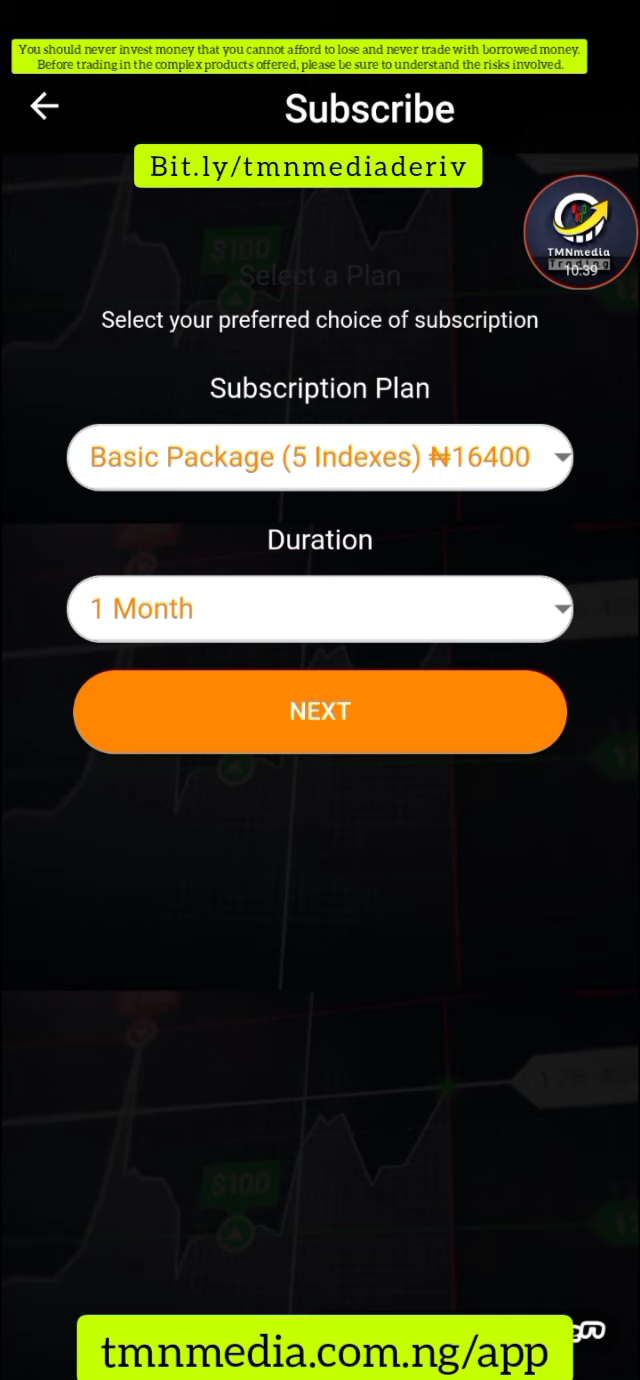 You should never invest money that you cannot afford to lose and never trade with borrowed money.
Before trading in the complex products offered, please be sure to understand the risks involved.
Subscribe
Bit.ly/tmnmediaderiv
$100
TMNmedia
Trading
10:39
Select a Plan
Select your preferred choice of subscription
Subscription Plan
Basic Package (5 Indexes) ₦16400
Duration
1 Month
NEXT
$100
tmnmedia.com.ng/app